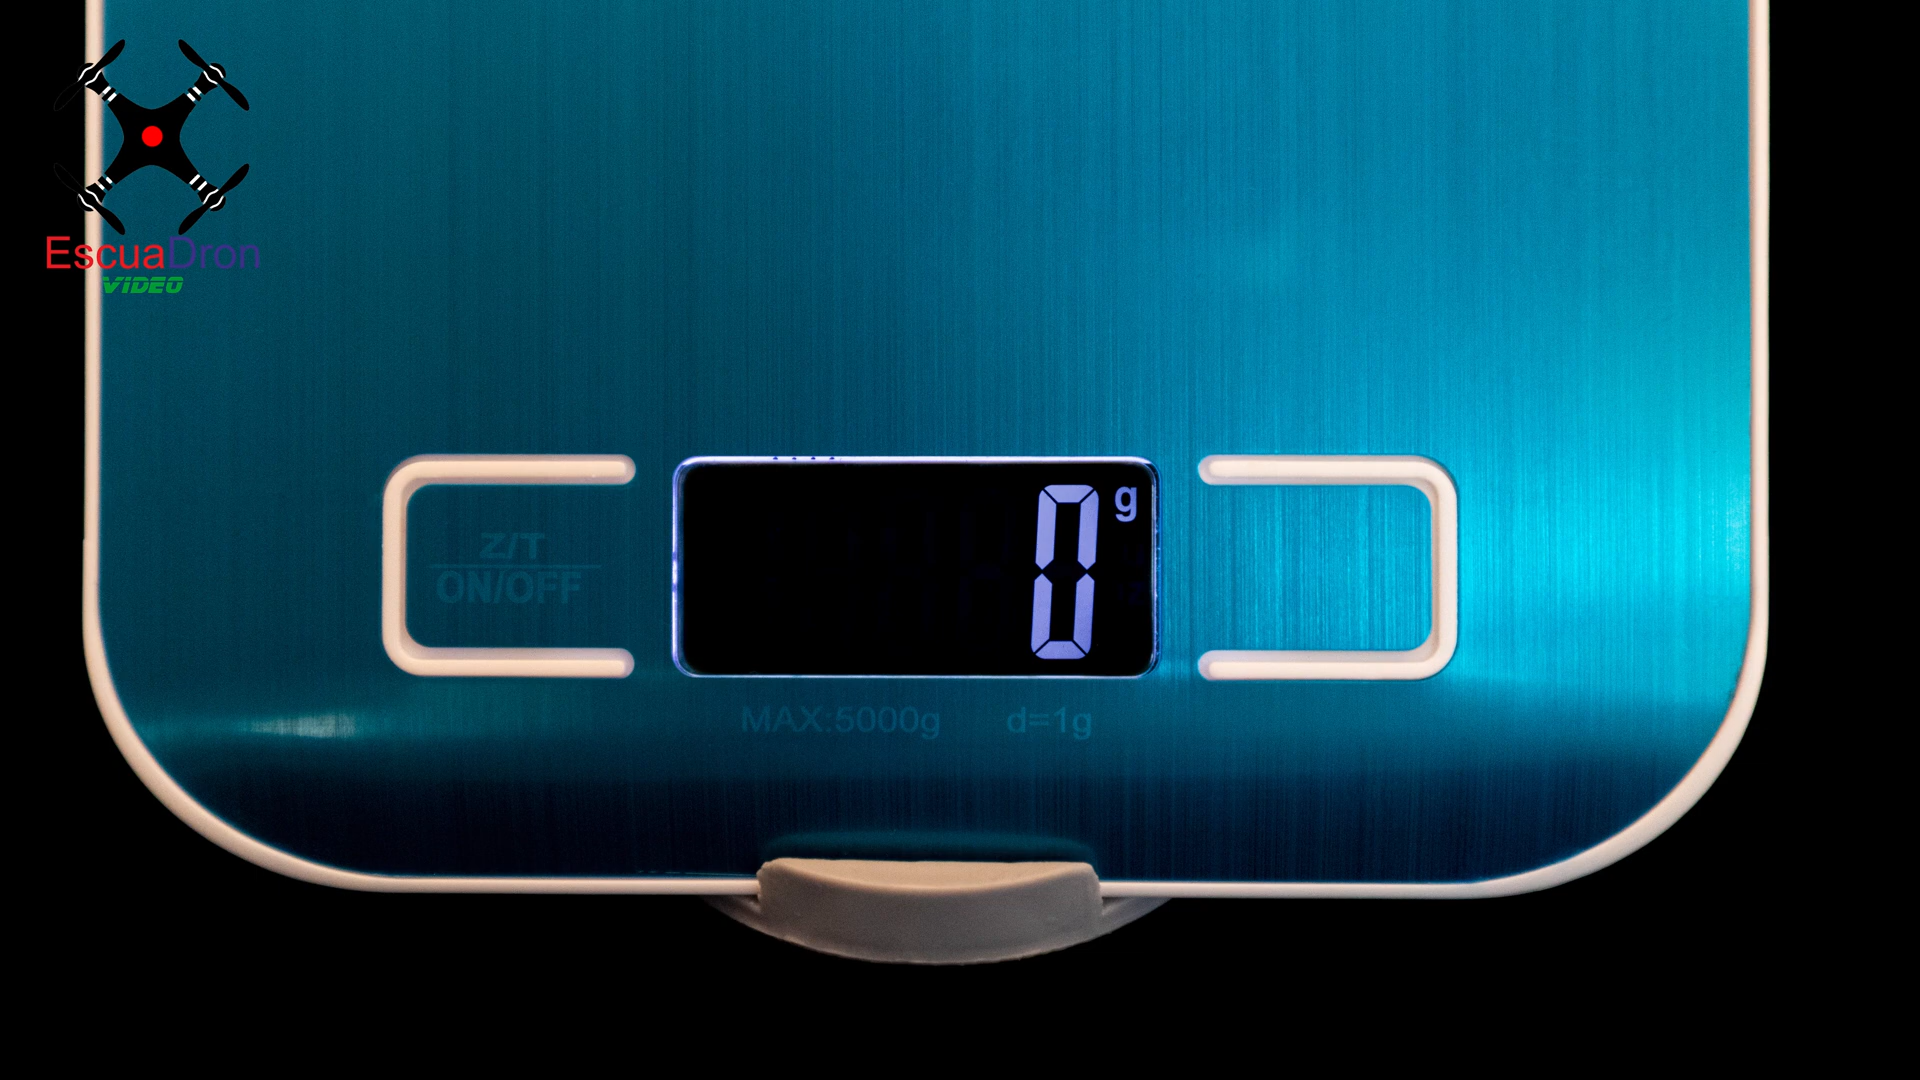 EscuaDron
VIDEO
Z/T
ON/OFF
0 g
MAX:5000g d=1g